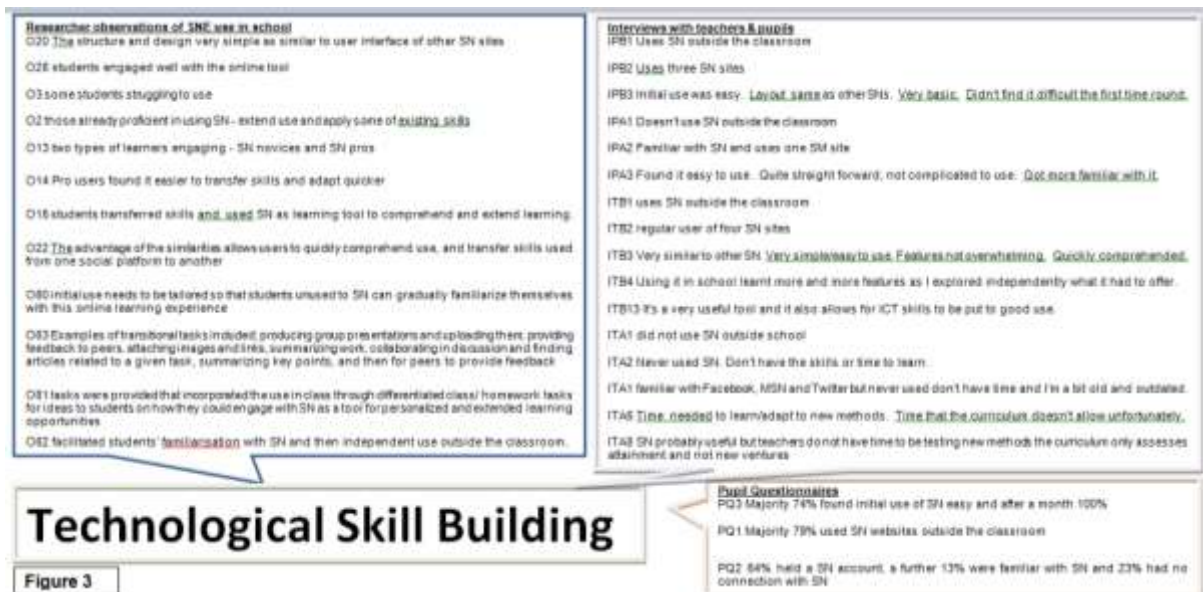 Researcher observations of SNE use in school
O20 The structure and design very simple as similar to user interface of other SN sites
O26 students engaged well with the online tool
O3 some students struggling to use
O2 those already proficient in using SN - extend use and apply some of existing skills
O13 two types of learners engaging - SN novices and SN pros
O14 Pro users found it easier to transfer skills and adapt quicker
O16 students transferred skills and used SN as learning tool to comprehend and extend learning.
O22 The advantage of the similarities allows users to quickly comprehend use, and transfer skills used
from one social platform to another
O80 initial use needs to be tailored so that students unused to SN can gradually familiarize themselves
with this online learning experience
O63 Examples of transitional tasks included; producing group presentations and uploading them; providing
feedback to peers, attaching images and links, summarizing work, collaborating in discussion and finding
articles related to a given task, summarizing key points, and then for peers to provide feedback
O81 tasks were provided that incorporated the use in class through differentiated class/ homework tasks
for ideas to students on how they could engage with SN as a tool for personalized and extended learning
opportunities
O62 facilitated students' familiarisation with SN and then independent use outside the classroom.
Interviews with teachers & pupils
IPB1 Uses SN outside the classroom
IPB2 Uses three SN sites
IPB3 Initial use was easy. Layout same as other SNs. Very basic. Didn't find it difficult the first time round.
IPA1 Doesn't use SN outside the classroom
IPA2 Familiar with SN and uses one SM site
IPA3 Found it easy to use. Quite straight forward, not complicated to use. Got more familiar with it.
ITB1 uses SN outside the classroom
ITB2 regular user of four SN sites
ITB3 Very similar to other SN. Very simple/easy to use. Features not overwhelming. Quickly comprehended.
ITB4 Using it in school learnt more and more features as I explored independently what it had to offer.
ITB13 It's a very useful tool and it also allows for ICT skills to be put to good use.
ITA1 did not use SN outside school
ITA2 Never used SN. Don't have the skills or time to learn.
ITA1 familiar with Facebook, MSN and Twitter but never used don't have time and I'm a bit old and outdated.
ITA6 Time needed to learn/adapt to new methods. Time that the curriculum doesn't allow unfortunately.
ITA8 SN probably useful but teachers do not have time to be testing new methods the curriculum only assesses
attainment and not new ventures
Technological Skill Building
Figure 3
Pupil Questionnaires
PQ3 Majority 74% found initial use of SN easy and after a month 100%
PQ1 Majority 79% used SN websites outside the classroom
PQ2 64% held a SN account, a further 13% were familiar with SN and 23% had no
connection with SN